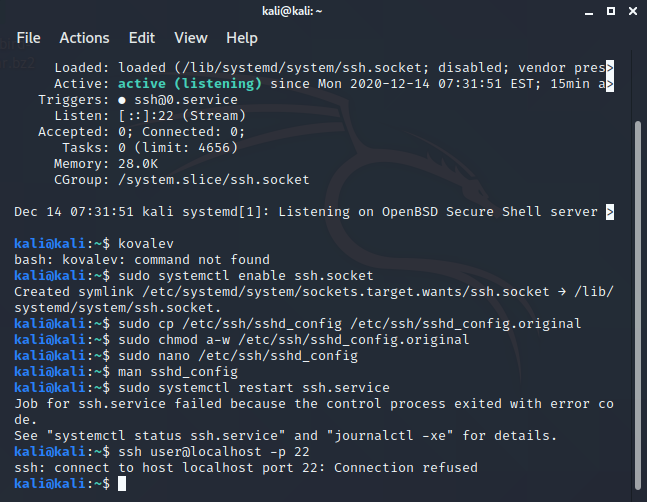 kali@kali: ~
File Actions Edit View Help
Loaded: loaded (/lib/systemd/system/ssh.socket; disabled; vendor pres>
Active: active (listening) since Mon 2020-12-14 07:31:51 EST; 15min a>
Triggers: ● ssh@0.service
Listen: [::]:22 (Stream)
Accepted: 0; Connected: 0;
Tasks: 0 (limit: 4656)
Memory: 28.0K
CGroup: /system.slice/ssh.socket
Dec 14 07:31:51 kali systemd[1]: Listening on OpenBSD Secure Shell server >
kali@kali:~$ kovalev
bash: kovalev: command not found
kali@kali:~$ sudo systemctl enable ssh.socket
Created symlink /etc/systemd/system/sockets.target.wants/ssh.socket → /lib/
systemd/system/ssh.socket.
kali@kali:~$ sudo cp /etc/ssh/sshd_config /etc/ssh/sshd_config.original
kali@kali:~$ sudo chmod a-w /etc/ssh/sshd_config.original
kali@kali:~$ sudo nano /etc/ssh/sshd_config
kali@kali:~$ man sshd_config
kali@kali:~$ sudo systemctl restart ssh.service
Job for ssh.service failed because the control process exited with error co
de.
See "systemctl status ssh.service" and "journalctl -xe" for details.
kali@kali:~$ ssh user@localhost -p 22
ssh: connect to host localhost port 22: Connection refused
kali@kali:~$